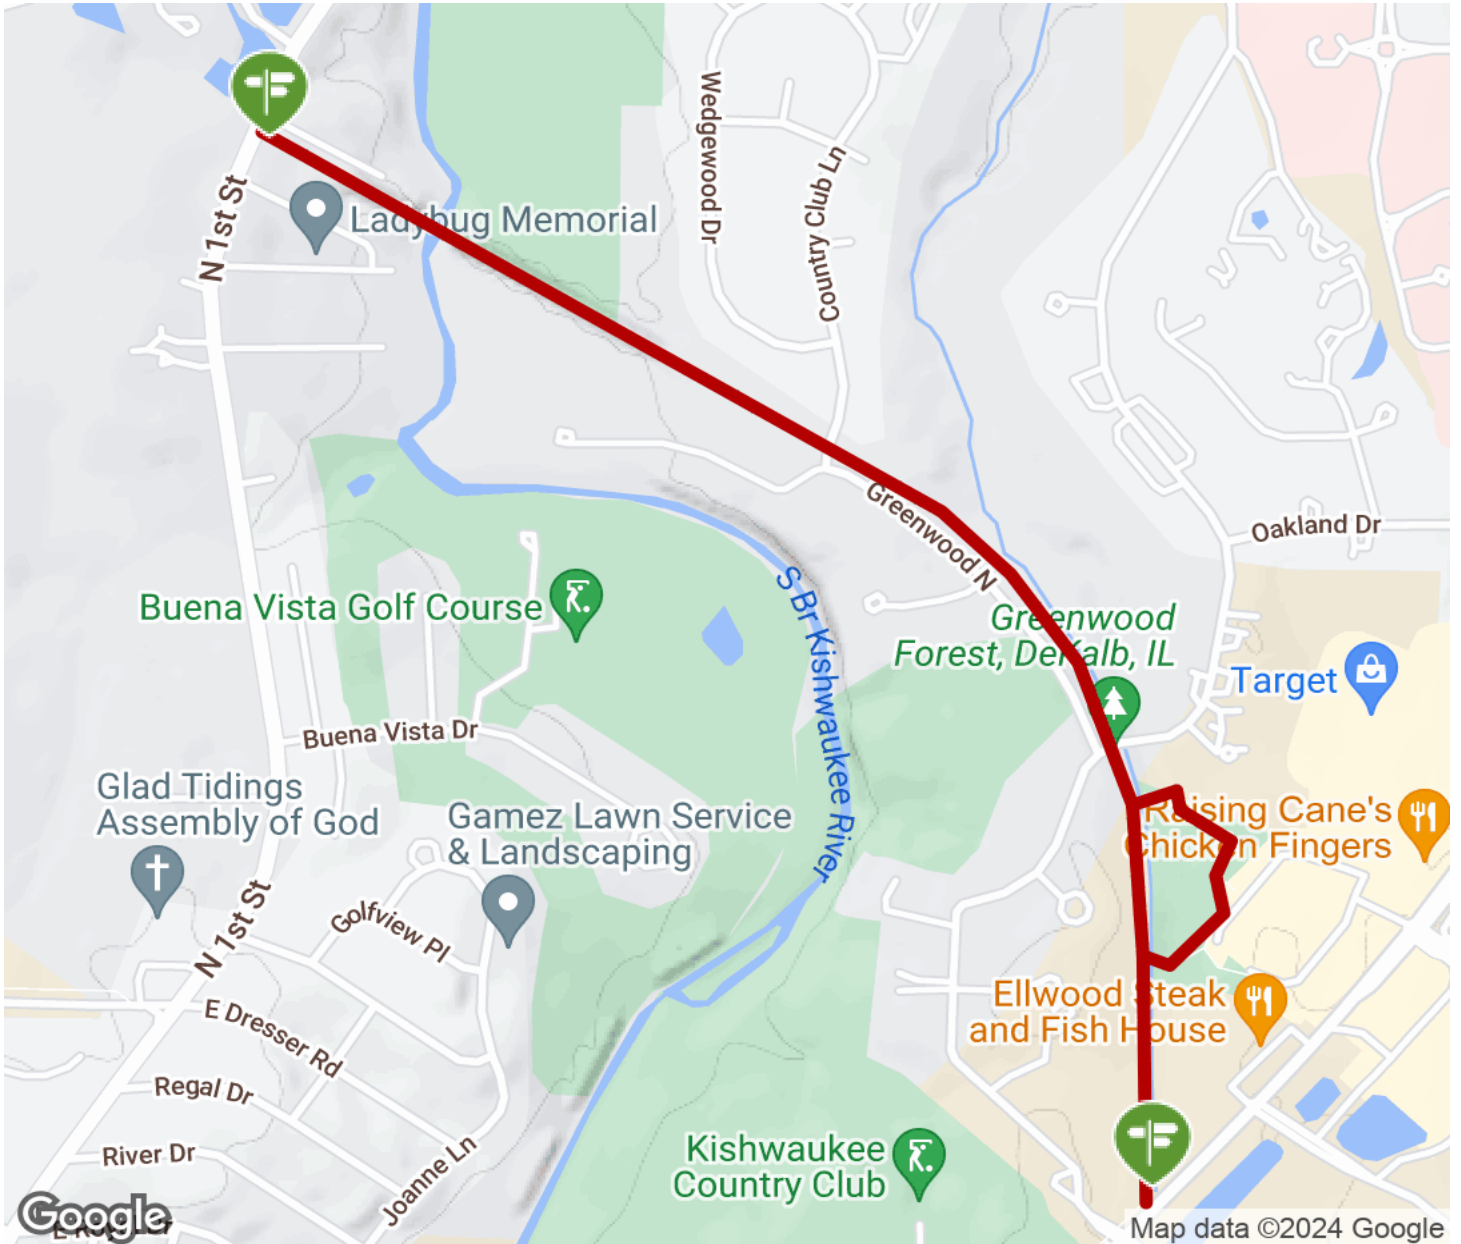 Wedgewood Dr
Country Club Ln
N 1st St
Ladybug Memorial
Greenwood N
Oakland Dr
S Br Kishwaukee River
Buena Vista Golf Course
Greenwood
Forest, DeKalb, IL
Target
Buena Vista Dr
Glad Tidings
Assembly of God
Gamez Lawn Service
& Landscaping
Raising Cane's
Chicken Fingers
Golfview Pl
N 1st St
Ellwood Steak
and Fish House
E Dresser Rd
Regal Dr
River Dr
Joanne Ln
Kishwaukee
Country Club
Google
Map data ©2024 Google